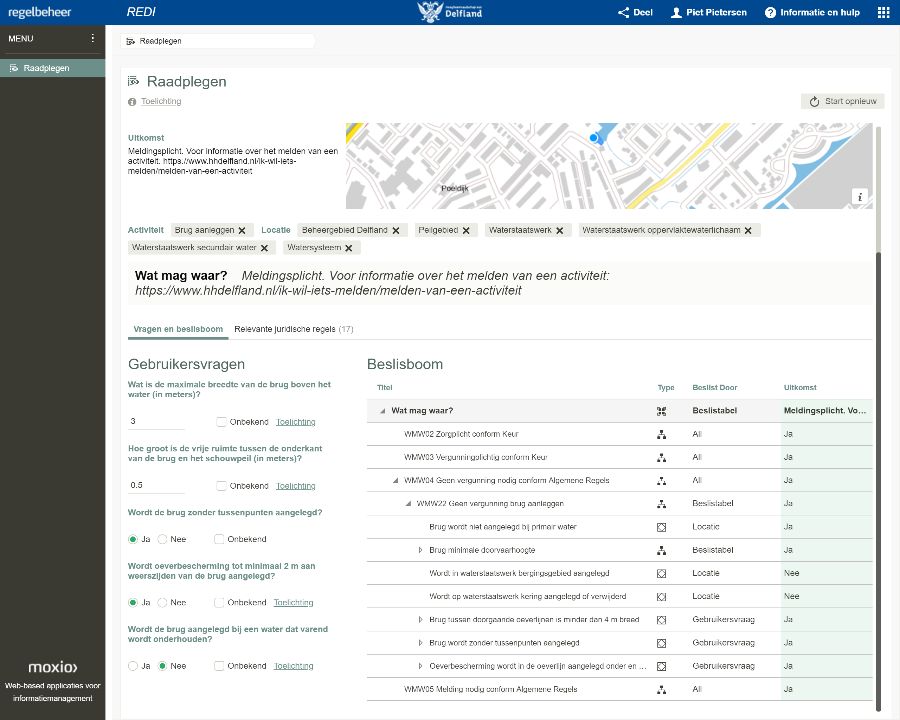 regelbeheer
REDI
Hoogheemraadschap van
Delfland
Deel
Piet Pietersen
Informatie en hulp
MENU
Raadplegen
Raadplegen
Raadplegen
Toelichting
Start opnieuw
Uitkomst
Meldingsplicht. Voor informatie over het melden van een
activiteit. https://www.hhdelfland.nl/ik-wil-iets-
melden/melden-van-een-activiteit
Poeldijk
i
Activiteit Brug aanleggen Locatie Beheergebied Delfland Peilgebied Waterstaatswerk Waterstaatswerk oppervlaktewaterlichaam
Waterstaatswerk secundair water Watersysteem
Wat mag waar? Meldingsplicht. Voor informatie over het melden van een activiteit:
https://www.hhdelfland.nl/ik-wil-iets-melden/melden-van-een-activiteit
Vragen en beslisboom Relevante juridische regels (17)
Gebruikersvragen
Wat is de maximale breedte van de brug boven het
water (in meters)?
3 Onbekend Toelichting
Hoe groot is de vrije ruimte tussen de onderkant
van de brug en het schouwpeil (in meters)?
0.5 Onbekend Toelichting
Wordt de brug zonder tussenpunten aangelegd?
Ja Nee Onbekend
Wordt oeverbescherming tot minimaal 2 m aan
weerszijden van de brug aangelegd?
Ja Nee Onbekend Toelichting
Wordt de brug aangelegd bij een water dat varend
wordt onderhouden?
Ja Nee Onbekend Toelichting
Beslisboom
Titel Type Beslist Door Uitkomst
Wat mag waar? Beslistabel Meldingsplicht. Vo...
WMW02 Zorgplicht conform Keur All Ja
WMW03 Vergunningplichtig conform Keur All Ja
WMW04 Geen vergunning nodig conform Algemene Regels All Ja
WMW22 Geen vergunning brug aanleggen Beslistabel Ja
Brug wordt niet aangelegd bij primair water Locatie Ja
Brug minimale doorvaarhoogte Beslistabel Ja
Wordt in waterstaatswerk bergingsgebied aangelegd Locatie Nee
Wordt op waterstaatswerk kering aangelegd of verwijderd Locatie Nee
Brug tussen doorgaande oeverlijnen is minder dan 4 m breed Gebruikersvraag Ja
Brug wordt zonder tussenpunten aangelegd Gebruikersvraag Ja
Oeverbescherming wordt in de oeverlijn aangelegd onder en ... Gebruikersvraag Ja
WMW05 Melding nodig conform Algemene Regels All Ja
moxio
Web-based applicaties voor
informatiemanagement